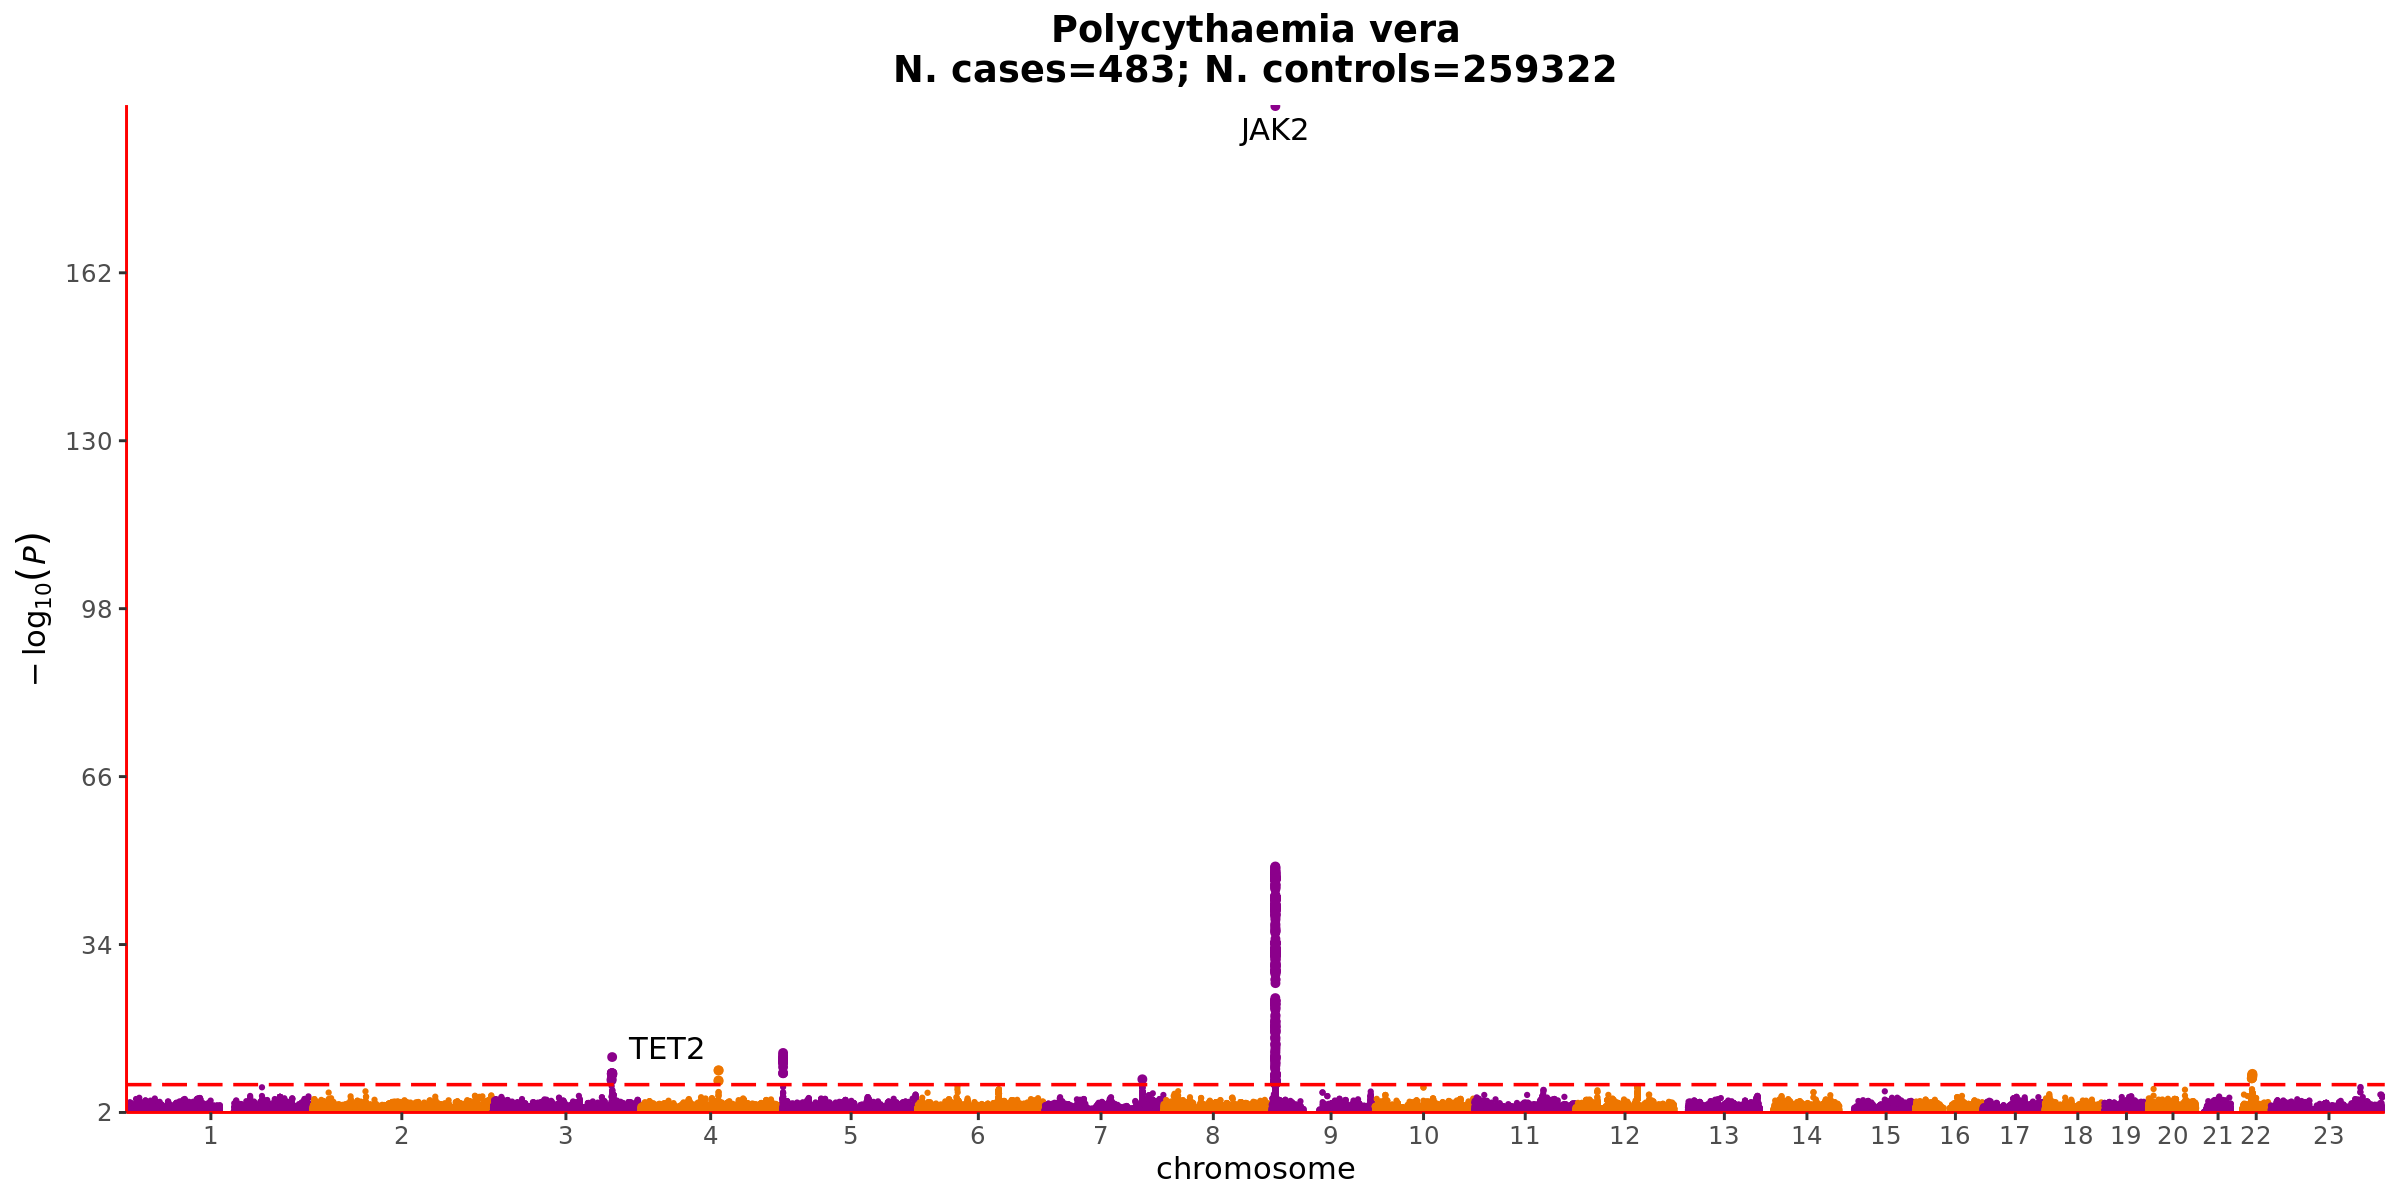 Polycythaemia vera
N. cases=483; N. controls=259322
JAK2
162
130
98
66
34
2
− log10(P)
TET2
1 2 3 4 5 6 7 8 9 10 11 12 13 14 15 16 17 18 19 20 21 22 23
chromosome